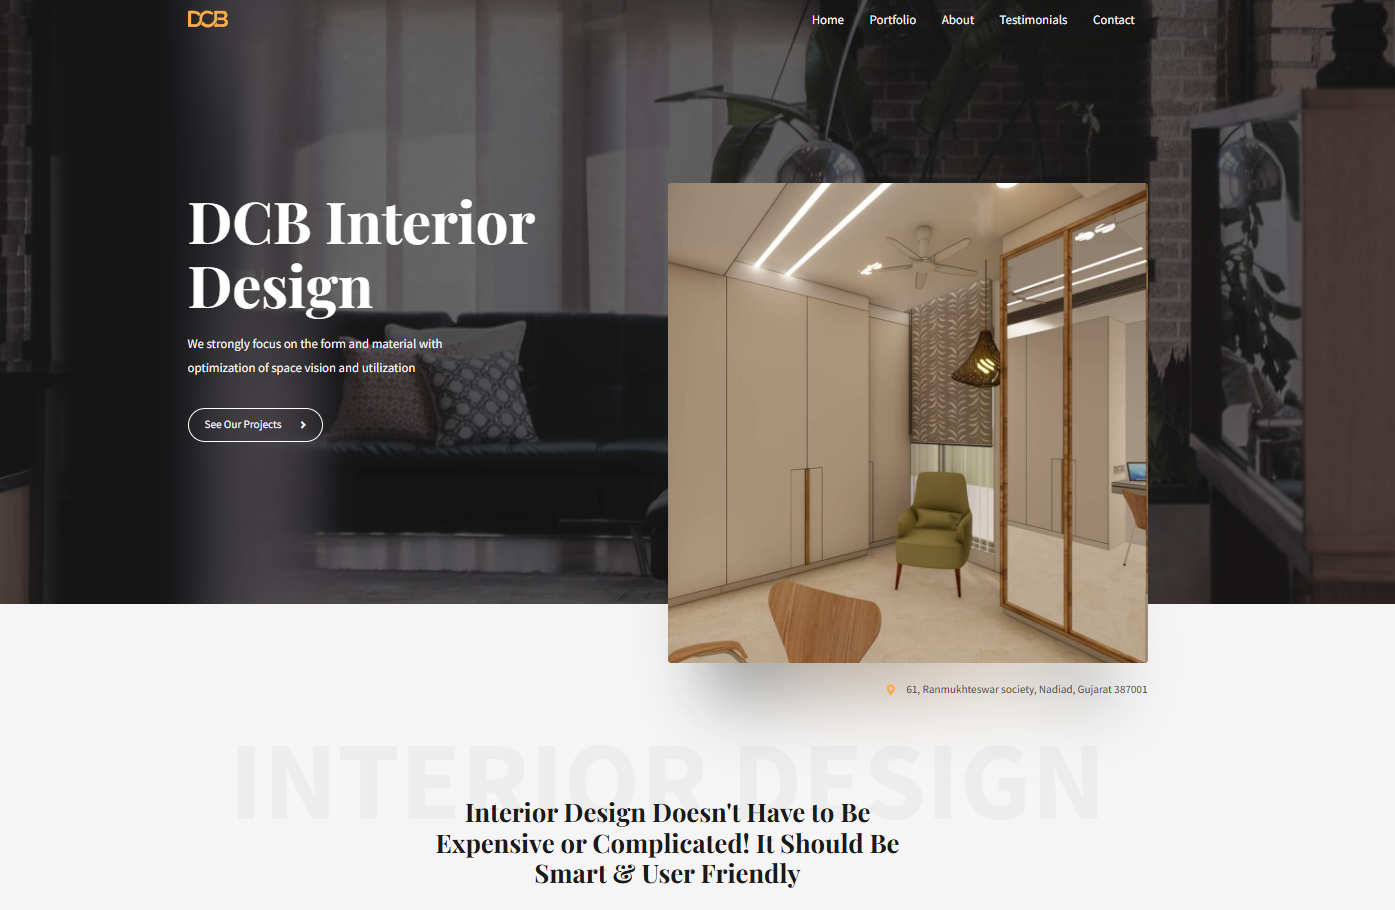 DCB
Home Portfolio About Testimonials Contact
DCB Interior
Design
We strongly focus on the form and material with
optimization of space vision and utilization
See Our Projects
61, Ranmukhteswar society, Nadiad, Gujarat 387001
INTERIOR DESIGN
Interior Design Doesn't Have to Be
Expensive or Complicated! It Should Be
Smart & User Friendly